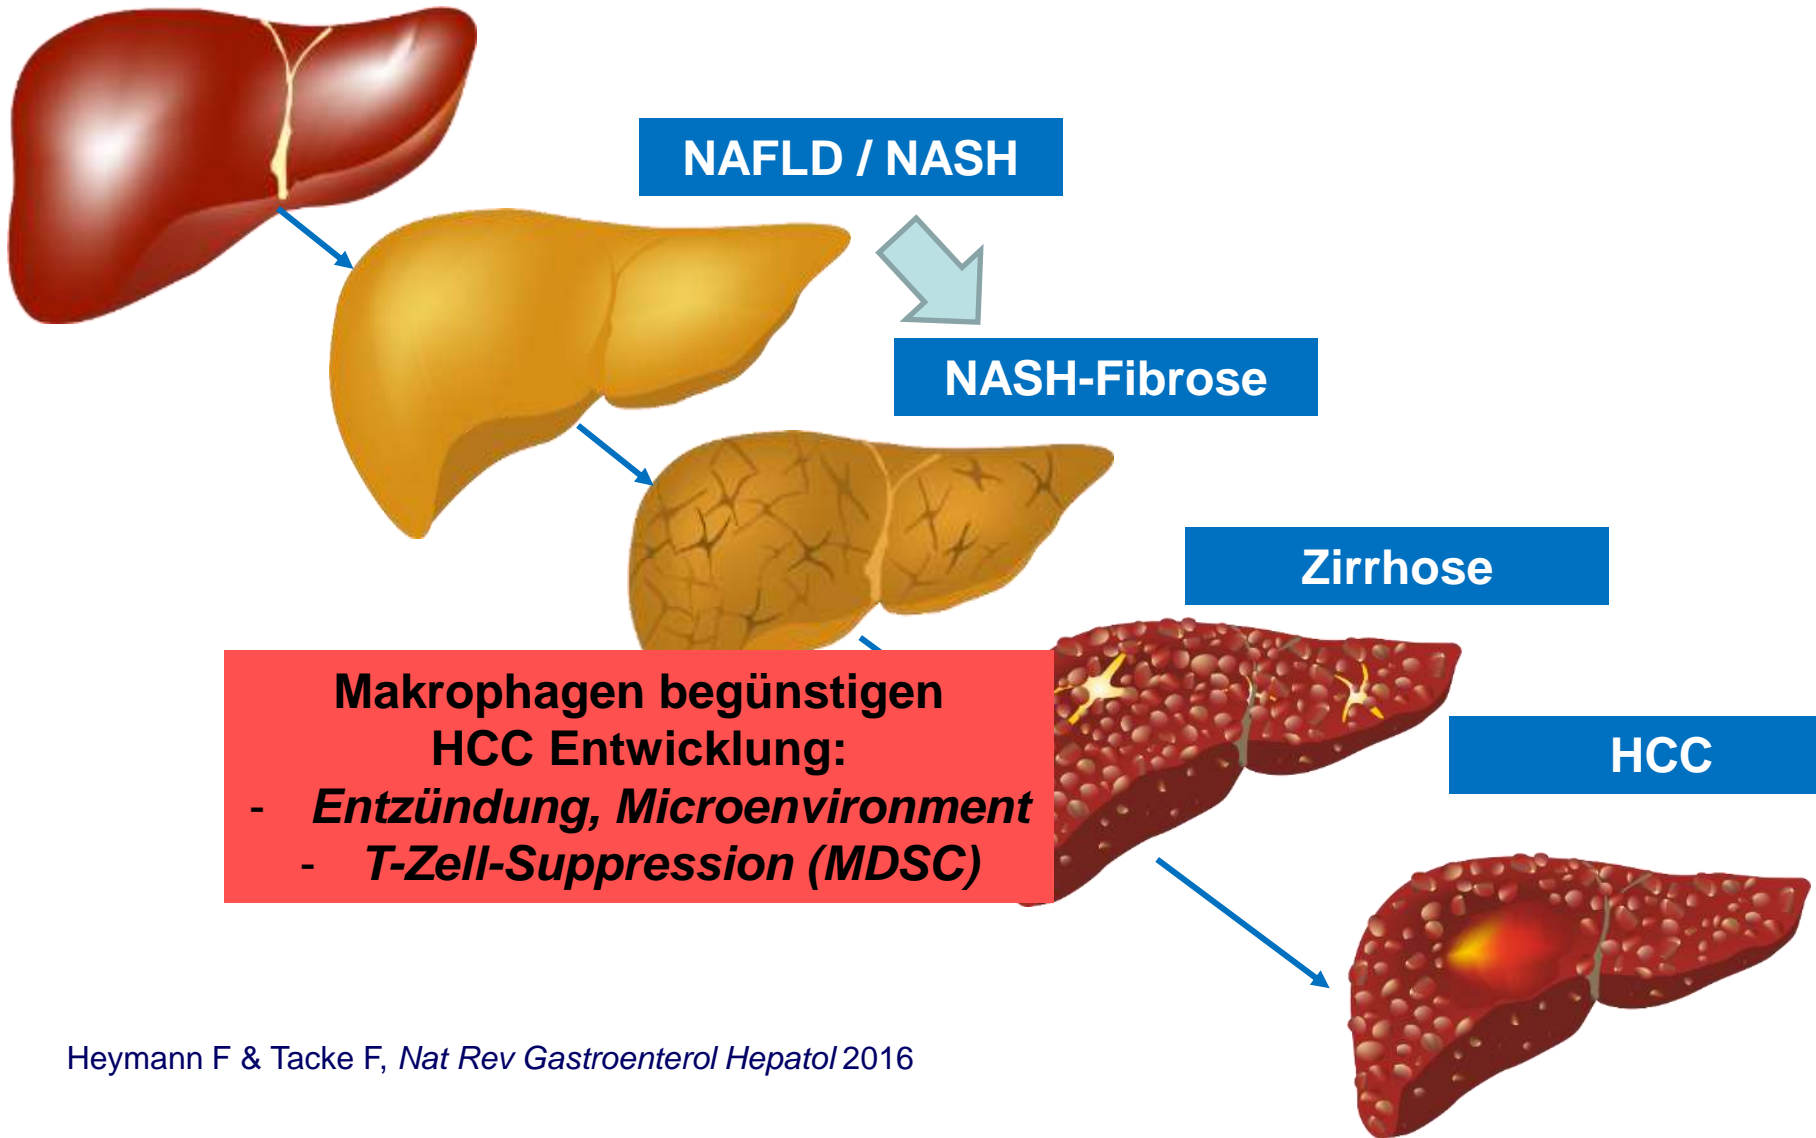 NAFLD / NASH
NASH-Fibrose
Zirrhose
Makrophagen begünstigen
HCC Entwicklung:
- Entzündung, Microenvironment
- T-Zell-Suppression (MDSC)
HCC
Heymann F & Tacke F, Nat Rev Gastroenterol Hepatol 2016